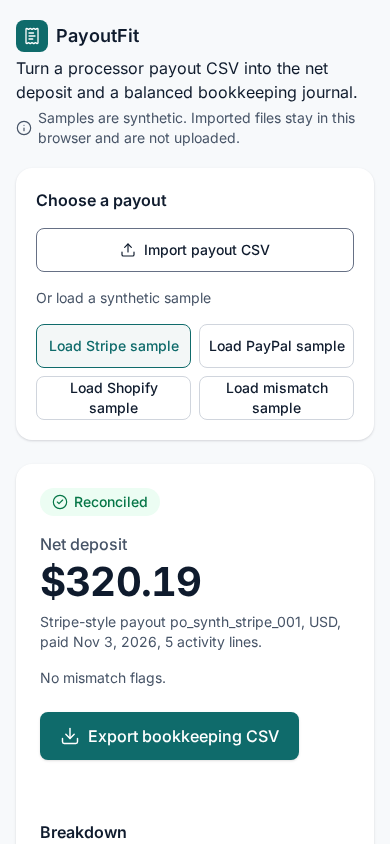 PayoutFit
Turn a processor payout CSV into the net
deposit and a balanced bookkeeping journal.
Samples are synthetic. Imported files stay in this
browser and are not uploaded.
Choose a payout
Import payout CSV
Or load a synthetic sample
Load Stripe sample
Load PayPal sample
Load Shopify
sample
Load mismatch
sample
Reconciled
Net deposit
$320.19
Stripe-style payout po_synth_stripe_001, USD,
paid Nov 3, 2026, 5 activity lines.
No mismatch flags.
Export bookkeeping CSV
Breakdown